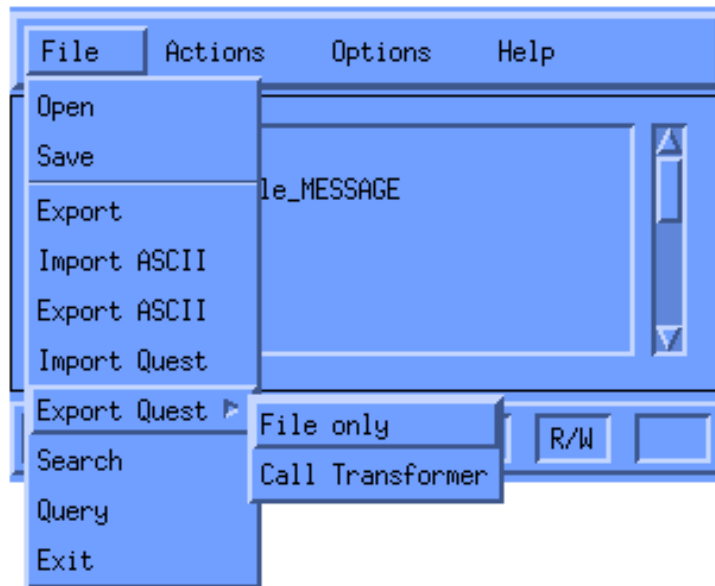 File Actions Options Help
Open
Save
le_MESSAGE
Export
Import ASCII
Export ASCII
Import Quest
Export Quest
File only
R/W
Search
Call Transformer
Query
Exit